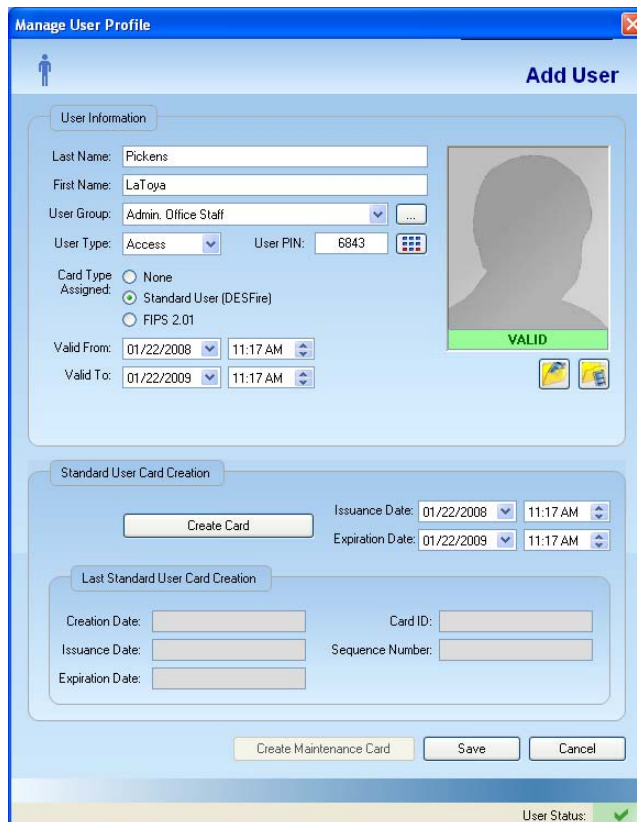 Manage User Profile
Add User
User Information
Last Name: Pickens
First Name: LaToya
User Group: Admin. Office Staff ...
User Type: Access User PIN: 6843
Card Type Assigned:
None
Standard User (DESFire)
FIPS 2.01
VALID
Valid From: 01/22/2008 11:17 AM
Valid To: 01/22/2009 11:17 AM
Standard User Card Creation
Create Card
Issuance Date: 01/22/2008 11:17 AM
Expiration Date: 01/22/2009 11:17 AM
Last Standard User Card Creation
Creation Date: Card ID:
Issuance Date: Sequence Number:
Expiration Date:
Create Maintenance Card Save Cancel
User Status: